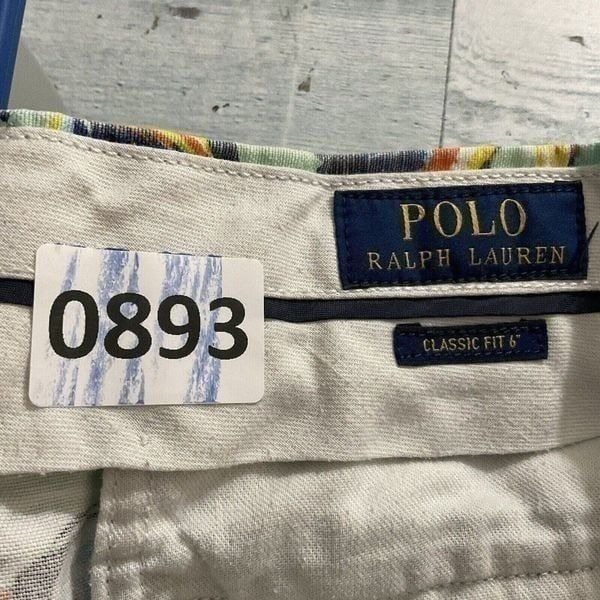 POLO
RALPH LAUREN
0893
CLASSIC FIT 6"